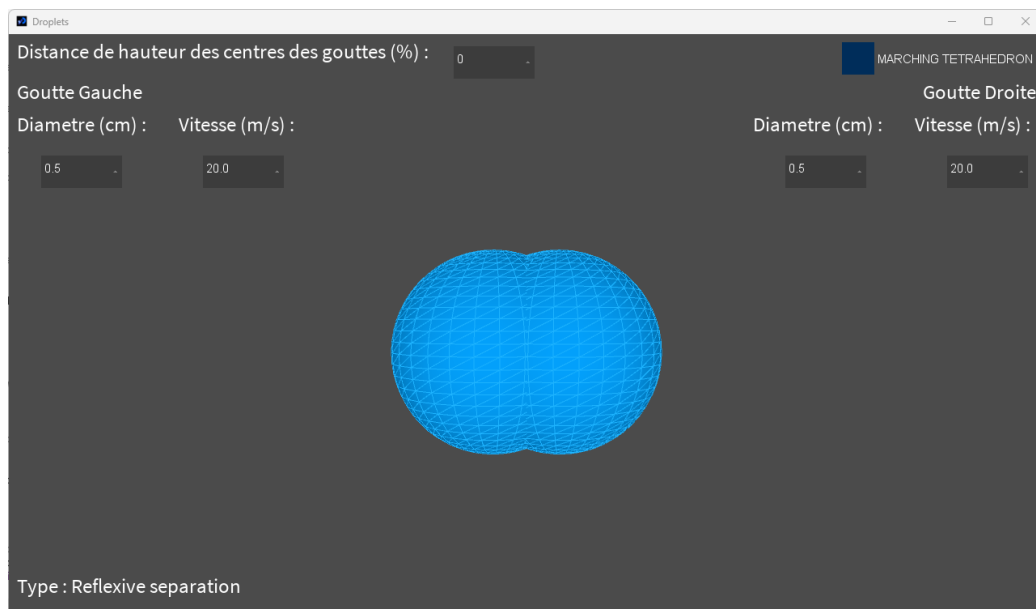 Droplets
Distance de hauteur des centres des gouttes (%) : 0 MARCHING TETRAHEDRON
Goutte Gauche Goutte Droite
Diametre (cm) : Vitesse (m/s) : Diametre (cm) : Vitesse (m/s) :
0.5 20.0 0.5 20.0
Type : Reflexive separation